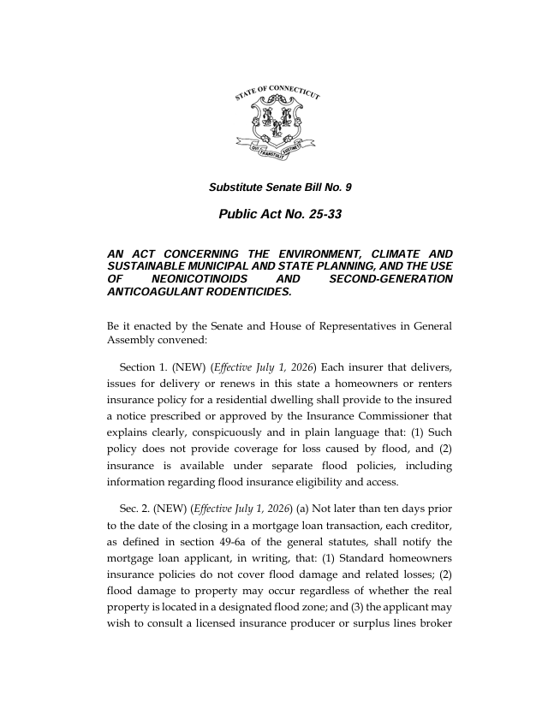 STATE OF CONNECTICUT
QUI TRANSTULIT SUSTINET
Substitute Senate Bill No. 9
Public Act No. 25-33
AN ACT CONCERNING THE ENVIRONMENT, CLIMATE AND
SUSTAINABLE MUNICIPAL AND STATE PLANNING, AND THE USE
OF NEONICOTINOIDS AND SECOND-GENERATION
ANTICOAGULANT RODENTICIDES.
Be it enacted by the Senate and House of Representatives in General
Assembly convened:
Section 1. (NEW) (Effective July 1, 2026) Each insurer that delivers,
issues for delivery or renews in this state a homeowners or renters
insurance policy for a residential dwelling shall provide to the insured
a notice prescribed or approved by the Insurance Commissioner that
explains clearly, conspicuously and in plain language that: (1) Such
policy does not provide coverage for loss caused by flood, and (2)
insurance is available under separate flood policies, including
information regarding flood insurance eligibility and access.
Sec. 2. (NEW) (Effective July 1, 2026) (a) Not later than ten days prior
to the date of the closing in a mortgage loan transaction, each creditor,
as defined in section 49-6a of the general statutes, shall notify the
mortgage loan applicant, in writing, that: (1) Standard homeowners
insurance policies do not cover flood damage and related losses; (2)
flood damage to property may occur regardless of whether the real
property is located in a designated flood zone; and (3) the applicant may
wish to consult a licensed insurance producer or surplus lines broker